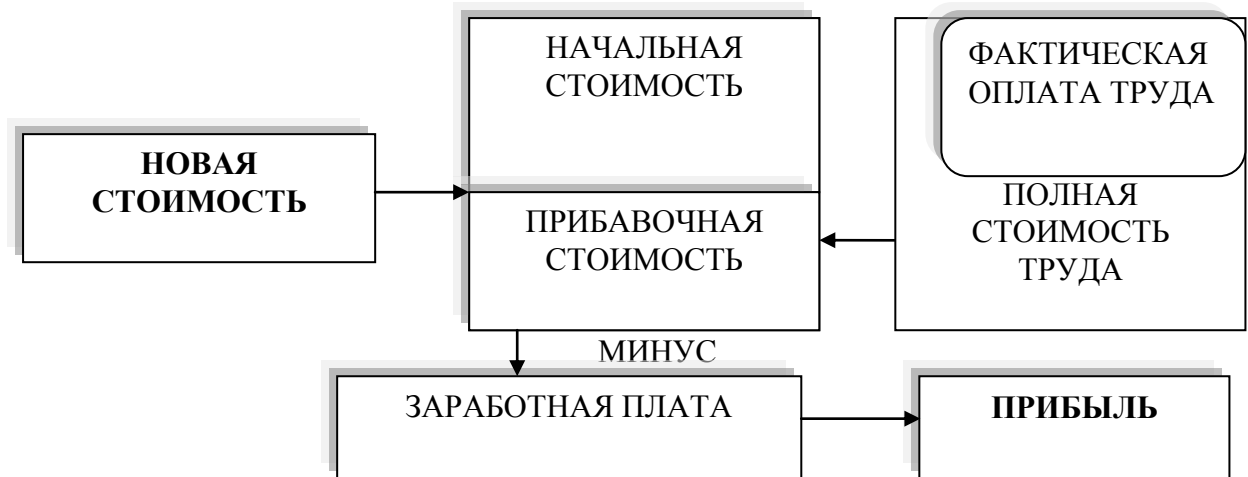 НАЧАЛЬНАЯ
СТОИМОСТЬ
ФАКТИЧЕСКАЯ
ОПЛАТА ТРУДА
НОВАЯ
СТОИМОСТЬ
ПРИБАВОЧНАЯ
СТОИМОСТЬ
ПОЛНАЯ
СТОИМОСТЬ
ТРУДА
МИНУС
ЗАРАБОТНАЯ ПЛАТА
ПРИБЫЛЬ